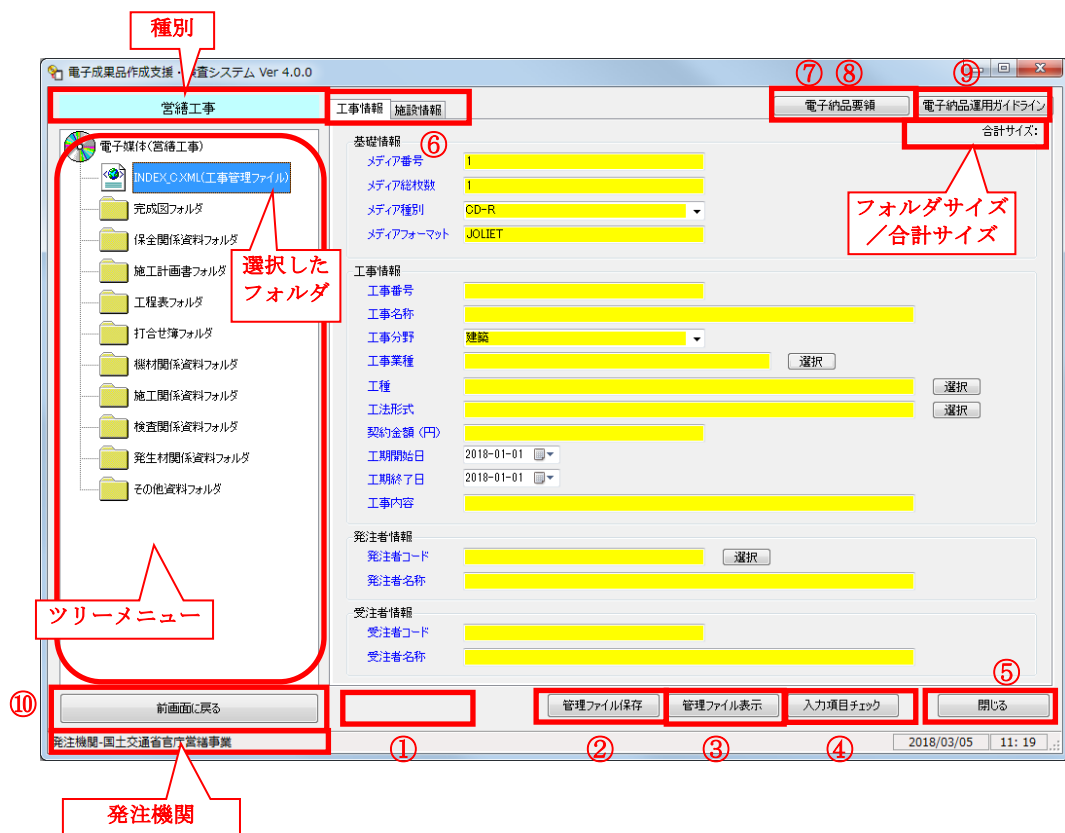 種別
電子成果品作成支援・検査システム Ver 4.0.0
⑦ ⑧ ⑨
営繕工事
工事情報 施設情報
電子納品要領 電子納品運用ガイドライン
⑥
合計サイズ:
電子媒体(営繕工事)
INDEX_C.XML(工事管理ファイル)
完成図フォルダ
保全関係資料フォルダ
施工計画書フォルダ
工程表フォルダ
打合せ簿フォルダ
機材関係資料フォルダ
施工関係資料フォルダ
検査関係資料フォルダ
発生材関係資料フォルダ
その他資料フォルダ
選択した
フォルダ
ツリーメニュー
基礎情報
メディア番号 1
メディア総枚数 1
メディア種別 CD-R
メディアフォーマット JOLIET
フォルダサイズ
/合計サイズ
工事情報
工事番号
工事名称
工事分野 建築
工事業種 選択
工種 選択
工法形式 選択
契約金額(円)
工期開始日 2018-01-01
工期終了日 2018-01-01
工事内容
発注者情報
発注者コード 選択
発注者名称
受注者情報
受注者コード
受注者名称
⑤
⑩
前画面に戻る 管理ファイル保存 管理ファイル表示 入力項目チェック 閉じる
発注機関-国土交通省官庁営繕事業 2018/03/05 11:19
① ② ③ ④
発注機関